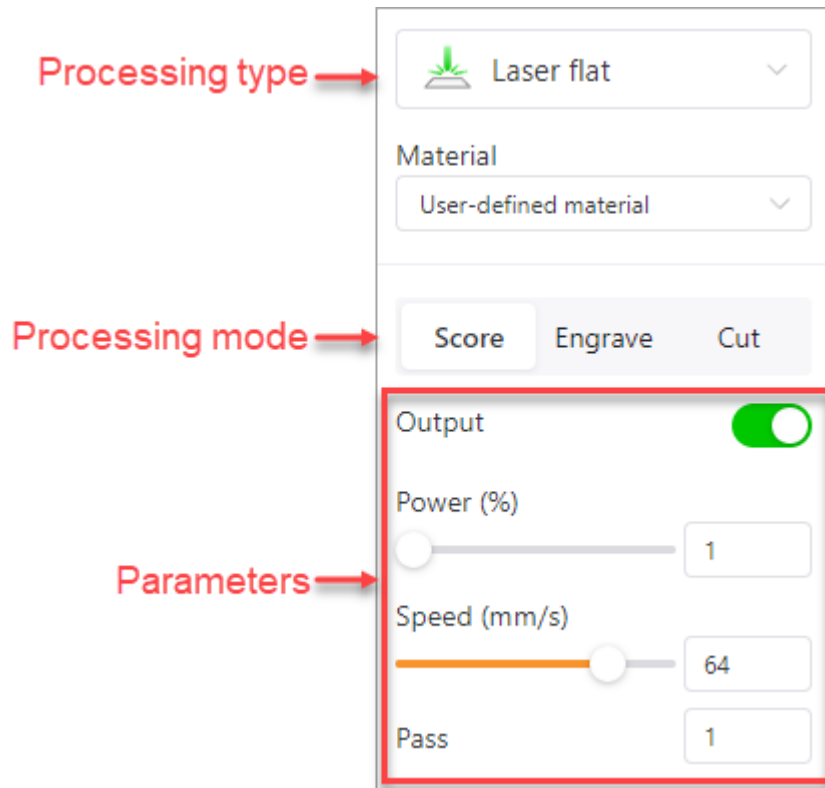 Processing type
Laser flat
Material
User-defined material
Processing mode
Score Engrave Cut
Output
Power (%)
1
Parameters
Speed (mm/s)
64
Pass 1